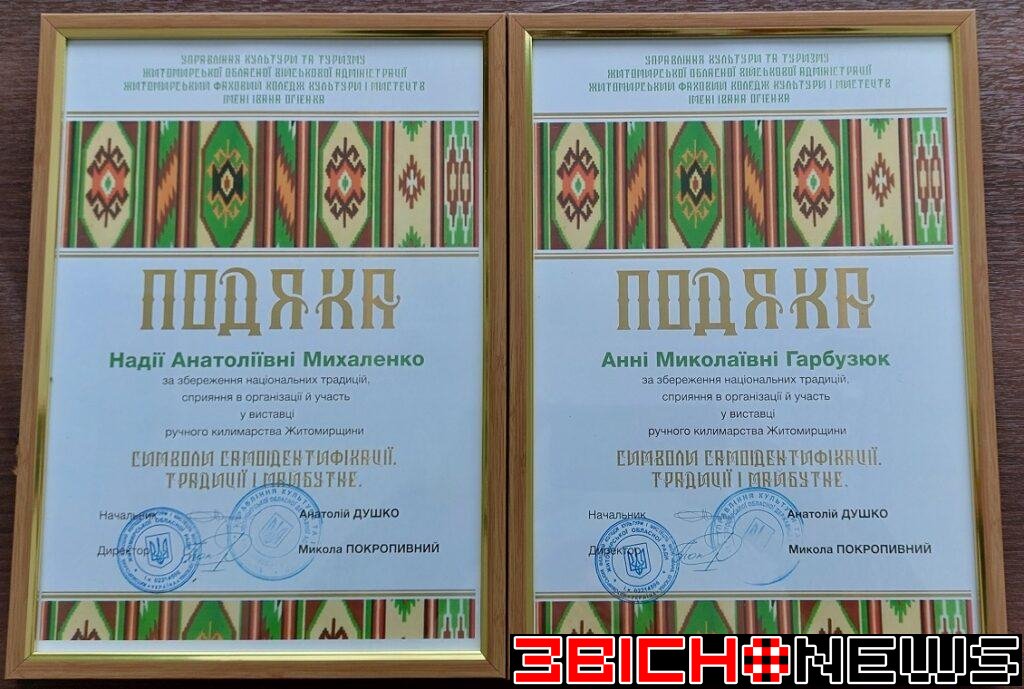 УПРАВЛІННЯ КУЛЬТУРИ ТА ТУРИЗМУ
ЖИТОМИРСЬКОЇ ОБЛАСНОЇ ВІЙСЬКОВОЇ АДМІНІСТРАЦІЇ
ЖИТОМИРСЬКИЙ ФАХОВИЙ КОЛЕДЖ КУЛЬТУРИ І МИСТЕЦТВ
ІМЕНІ ІВАНА ОГІЄНКА
ПОДЯКА
Надії Анатоліївні Михаленко
за збереження національних традицій,
сприяння в організації й участь
у виставці
ручного килимарства Житомирщини
СИМВОЛИ САМОІДЕНТИФІКАЦІЇ.
ТРАДИЦІЇ І МАЙБУТНЄ.
Начальник Анатолій ДУШКО
Директор Микола ПОКРОПИВНИЙ
УПРАВЛІННЯ КУЛЬТУРИ ТА ТУРИЗМУ
ЖИТОМИРСЬКОЇ ОБЛАСНОЇ ВІЙСЬКОВОЇ АДМІНІСТРАЦІЇ
ЖИТОМИРСЬКИЙ ФАХОВИЙ КОЛЕДЖ КУЛЬТУРИ І МИСТЕЦТВ
ІМЕНІ ІВАНА ОГІЄНКА
ПОДЯКА
Анні Миколаївні Гарбузюк
за збереження національних традицій,
сприяння в організації й участь
у виставці
ручного килимарства Житомирщини
СИМВОЛИ САМОІДЕНТИФІКАЦІЇ.
ТРАДИЦІЇ І МАЙБУТНЄ.
Начальник Анатолій ДУШКО
Директор Микола ПОКРОПИВНИЙ
ЗВІСНО NEWS